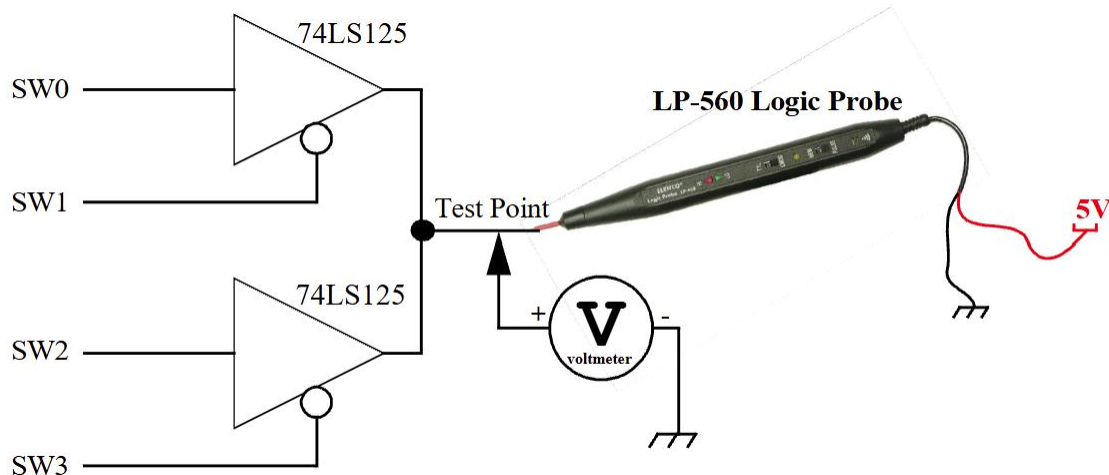 74LS125
SW0
LP-560 Logic Probe
SW1
Test Point
5V
74LS125
SW2
+
V
-
voltmeter
SW3